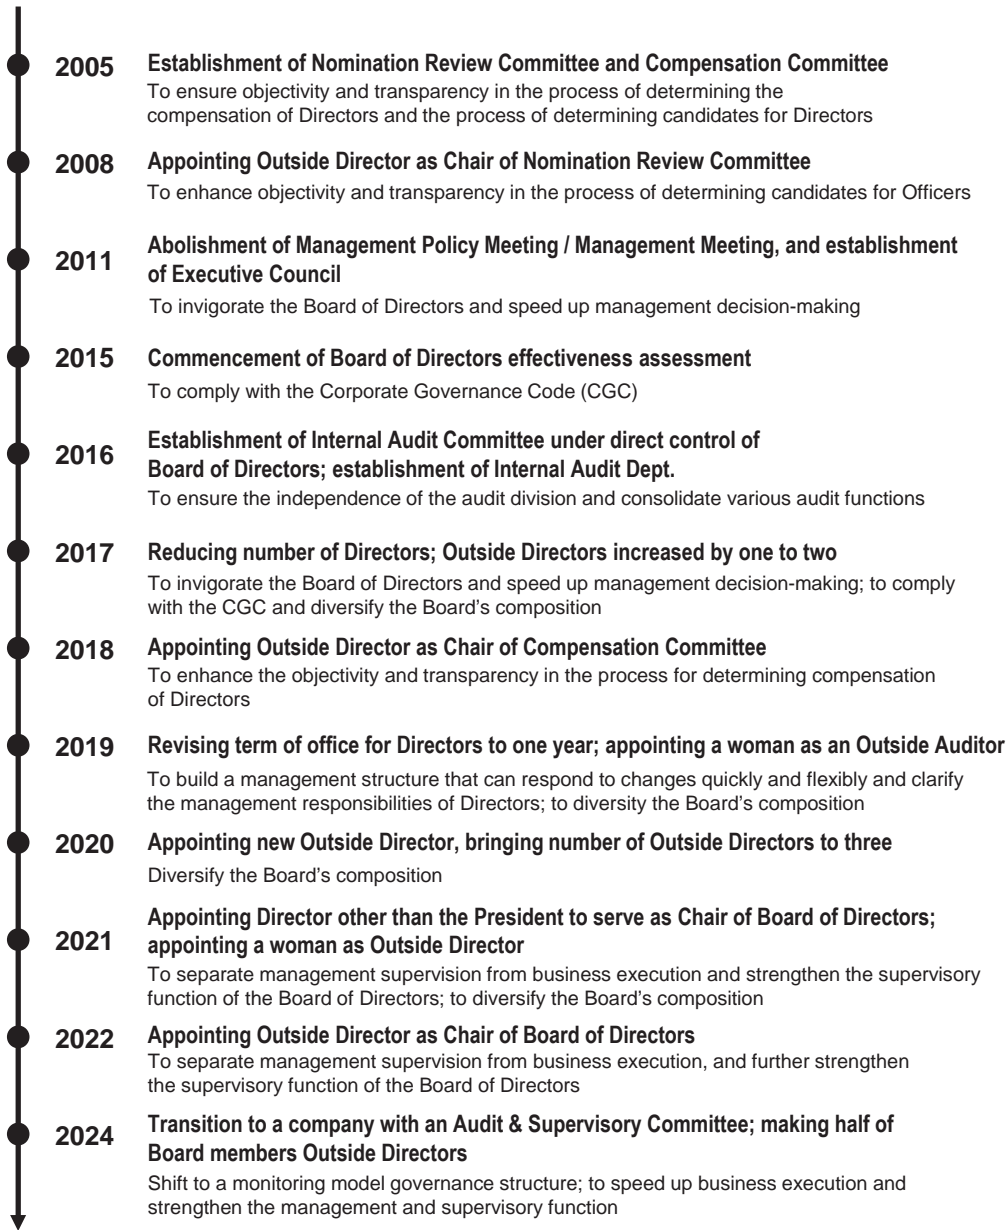 2005
Establishment of Nomination Review Committee and Compensation Committee
To ensure objectivity and transparency in the process of determining the
compensation of Directors and the process of determining candidates for Directors
2008
Appointing Outside Director as Chair of Nomination Review Committee
To enhance objectivity and transparency in the process of determining candidates for Officers
2011
Abolishment of Management Policy Meeting / Management Meeting, and establishment
of Executive Council
To invigorate the Board of Directors and speed up management decision-making
2015
Commencement of Board of Directors effectiveness assessment
To comply with the Corporate Governance Code (CGC)
2016
Establishment of Internal Audit Committee under direct control of
Board of Directors; establishment of Internal Audit Dept.
To ensure the independence of the audit division and consolidate various audit functions
2017
Reducing number of Directors; Outside Directors increased by one to two
To invigorate the Board of Directors and speed up management decision-making; to comply
with the CGC and diversify the Board's composition
2018
Appointing Outside Director as Chair of Compensation Committee
To enhance the objectivity and transparency in the process for determining compensation
of Directors
2019
Revising term of office for Directors to one year; appointing a woman as an Outside Auditor
To build a management structure that can respond to changes quickly and flexibly and clarify
the management responsibilities of Directors; to diversity the Board's composition
2020
Appointing new Outside Director, bringing number of Outside Directors to three
Diversify the Board's composition
2021
Appointing Director other than the President to serve as Chair of Board of Directors;
appointing a woman as Outside Director
To separate management supervision from business execution and strengthen the supervisory
function of the Board of Directors; to diversify the Board's composition
2022
Appointing Outside Director as Chair of Board of Directors
To separate management supervision from business execution, and further strengthen
the supervisory function of the Board of Directors
2024
Transition to a company with an Audit & Supervisory Committee; making half of
Board members Outside Directors
Shift to a monitoring model governance structure; to speed up business execution and
strengthen the management and supervisory function